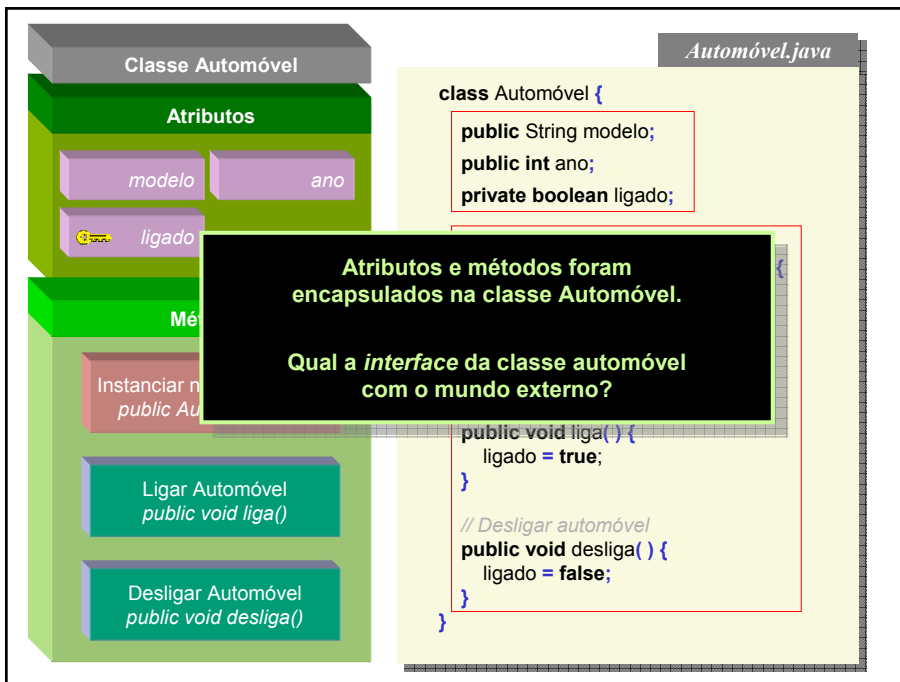 Classe Automóvel
Atributos
modelo
ano
ligado
Instanciar
public
Ligar Automóvel
public void liga()
Desligar Automóvel
public void desliga()
Automóvel.java
class Automóvel {
public String modelo;
public int ano;
private boolean ligado;
{
Atributos e métodos foram
encapsulados na classe Automóvel.
Qual a interface da classe automóvel
com o mundo externo?
public void liga( ) {
ligado = true;
}
// Desligar automóvel
public void desliga( ) {
ligado = false;
}
}